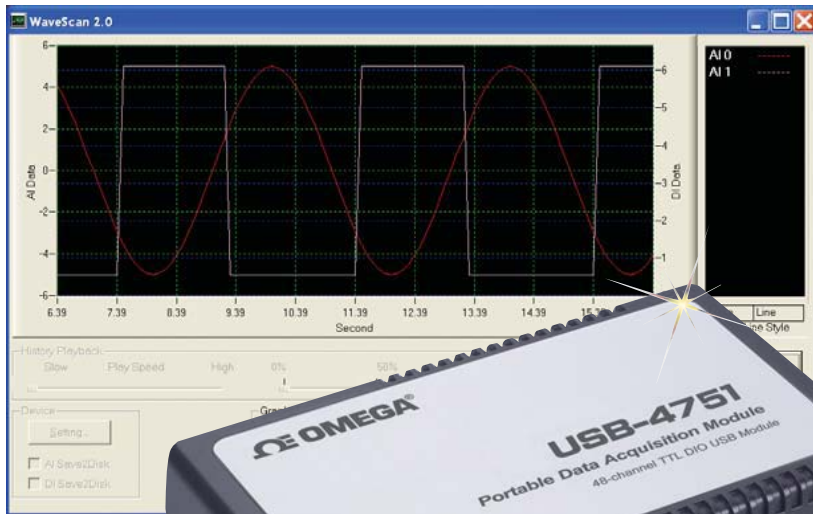 WaveScan 2.0
6
4
2
0
-2
-4
-6
AI Data
6
5
4
3
2
1
DI Data
6.39 7.39 8.39 9.39 10.39 11.39 12.39 13.39 14.39
Second
AI 0
AI 1
Line
History Playback
Slow Play Speed High 0% 50%
Device
Setting...
AI Save2Disk
DI Save2Disk
OMEGA®
USB-4751
Portable Data Acquisition Module
48-channel TTL DIO USB Module